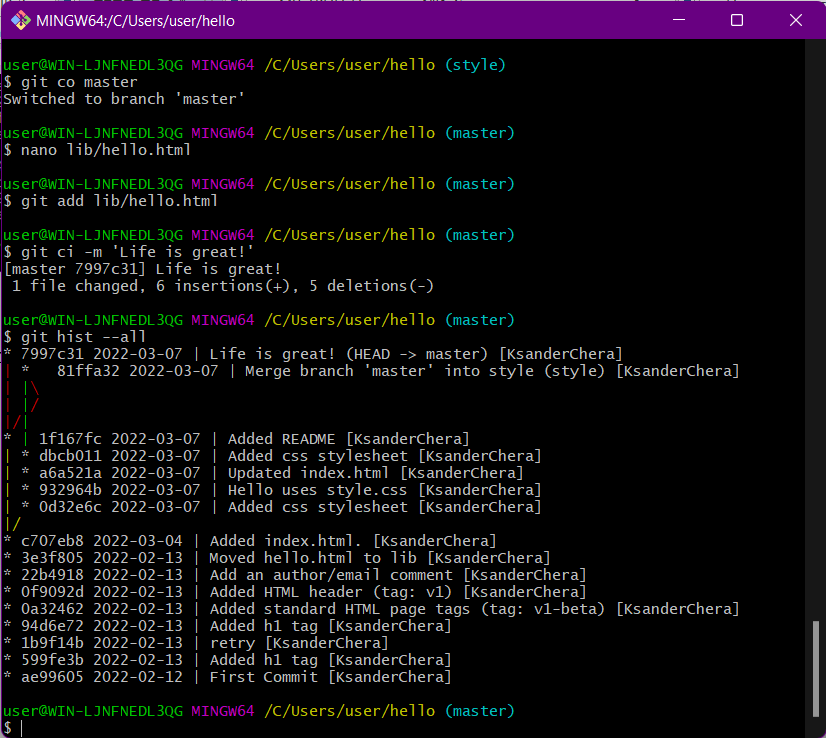 MINGW64:/C/Users/user/hello
user@WIN-LJNFNEDL3QG MINGW64 /C/Users/user/hello (style)
$ git co master
Switched to branch 'master'
user@WIN-LJNFNEDL3QG MINGW64 /C/Users/user/hello (master)
$ nano lib/hello.html
user@WIN-LJNFNEDL3QG MINGW64 /C/Users/user/hello (master)
$ git add lib/hello.html
user@WIN-LJNFNEDL3QG MINGW64 /C/Users/user/hello (master)
$ git ci -m 'Life is great!'
[master 7997c31] Life is great!
 1 file changed, 6 insertions(+), 5 deletions(-)
user@WIN-LJNFNEDL3QG MINGW64 /C/Users/user/hello (master)
$ git hist --all
* 7997c31 2022-03-07 | Life is great! (HEAD -> master) [KsanderChera]
| *   81ffa32 2022-03-07 | Merge branch 'master' into style (style) [KsanderChera]
| |\
| |/
|/|
* | 1f167fc 2022-03-07 | Added README [KsanderChera]
| * dbcb011 2022-03-07 | Added css stylesheet [KsanderChera]
| * a6a521a 2022-03-07 | Updated index.html [KsanderChera]
| * 932964b 2022-03-07 | Hello uses style.css [KsanderChera]
| * 0d32e6c 2022-03-07 | Added css stylesheet [KsanderChera]
|/
* c707eb8 2022-03-04 | Added index.html. [KsanderChera]
* 3e3f805 2022-02-13 | Moved hello.html to lib [KsanderChera]
* 22b4918 2022-02-13 | Add an author/email comment [KsanderChera]
* 0f9092d 2022-02-13 | Added HTML header (tag: v1) [KsanderChera]
* 0a32462 2022-02-13 | Added standard HTML page tags (tag: v1-beta) [KsanderChera]
* 94d6e72 2022-02-13 | Added h1 tag [KsanderChera]
* 1b9f14b 2022-02-13 | retry [KsanderChera]
* 599fe3b 2022-02-13 | Added h1 tag [KsanderChera]
* ae99605 2022-02-12 | First Commit [KsanderChera]
user@WIN-LJNFNEDL3QG MINGW64 /C/Users/user/hello (master)
$